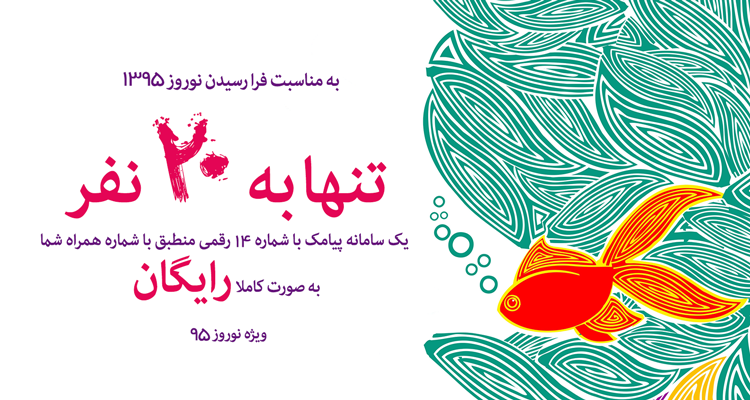 به مناسبت فرا رسیدن نوروز ۱۳۹۵
تنها به ۲۰ نفر
یک سامانه پیامک با شماره ۱۴ رقمی منطبق با شماره همراه شما
به صورت کاملا رایگان
ویژه نوروز ۹۵